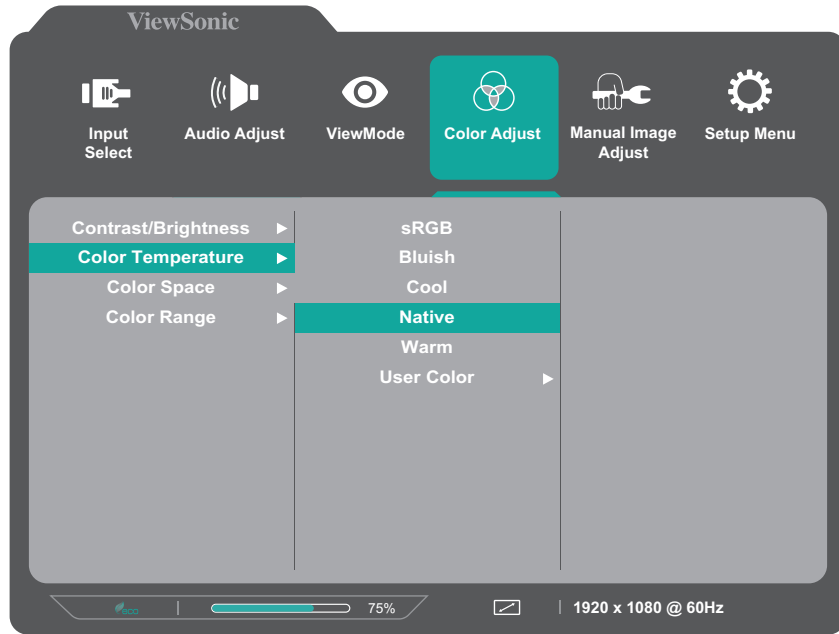 ViewSonic
Input
Select
Audio Adjust
ViewMode
Color Adjust
Manual Image
Adjust
Setup Menu
Contrast/Brightness
Color Temperature
Color Space
Color Range
sRGB
Bluish
Cool
Native
Warm
User Color
eco
75%
1920 x 1080 @ 60Hz